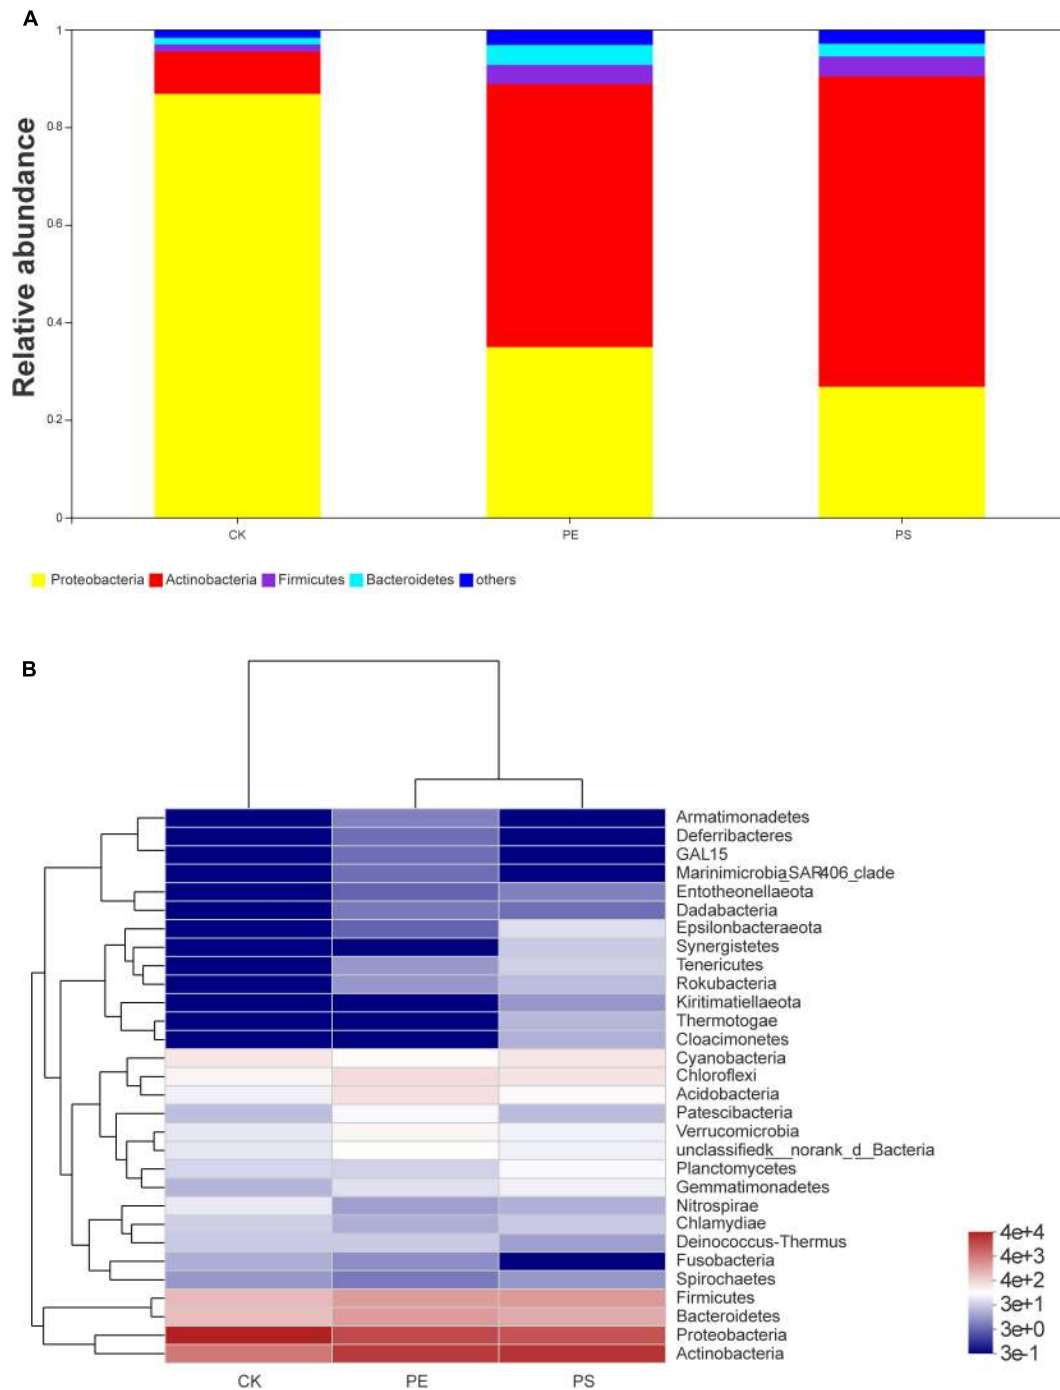 A
Relative abundance
1
0.8
0.6
0.4
0.2
0
CK PE PS
Proteobacteria Actinobacteria Firmicutes Bacteroidetes others
B
Armatimonadetes
Deferribacteres
GAL15
Marinimicrobia_SAR406_clade
Entotheonellaeota
Dadabacteria
Epsilonbacteraeota
Synergistetes
Tenericutes
Rokubacteria
Kiritimatiellaeota
Thermotogae
Cloacimonetes
Cyanobacteria
Chloroflexi
Acidobacteria
Patescibacteria
Verrucomicrobia
unclassifiedk__norank_d__Bacteria
Planctomycetes
Gemmatimonadetes
Nitrospirae
Chlamydiae
Deinococcus-Thermus
Fusobacteria
Spirochaetes
Firmicutes
Bacteroidetes
Proteobacteria
Actinobacteria
4e+4
4e+3
4e+2
3e+1
3e+0
3e-1
CK PE PS